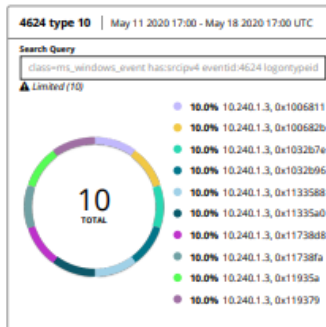 4624 type 10 | May 11 2020 17:00 - May 18 2020 17:00 UTC
Search Query
class=ms_windows_event has:srcipv4 eventid:4624 logontypeid
Limited (10)
10
TOTAL
10.0% 10.240.1.3, 0x1006811
10.0% 10.240.1.3, 0x100682b
10.0% 10.240.1.3, 0x1032b7e
10.0% 10.240.1.3, 0x1032b96
10.0% 10.240.1.3, 0x1133588
10.0% 10.240.1.3, 0x11335a0
10.0% 10.240.1.3, 0x11738d8
10.0% 10.240.1.3, 0x11738fa
10.0% 10.240.1.3, 0x11935a
10.0% 10.240.1.3, 0x119379